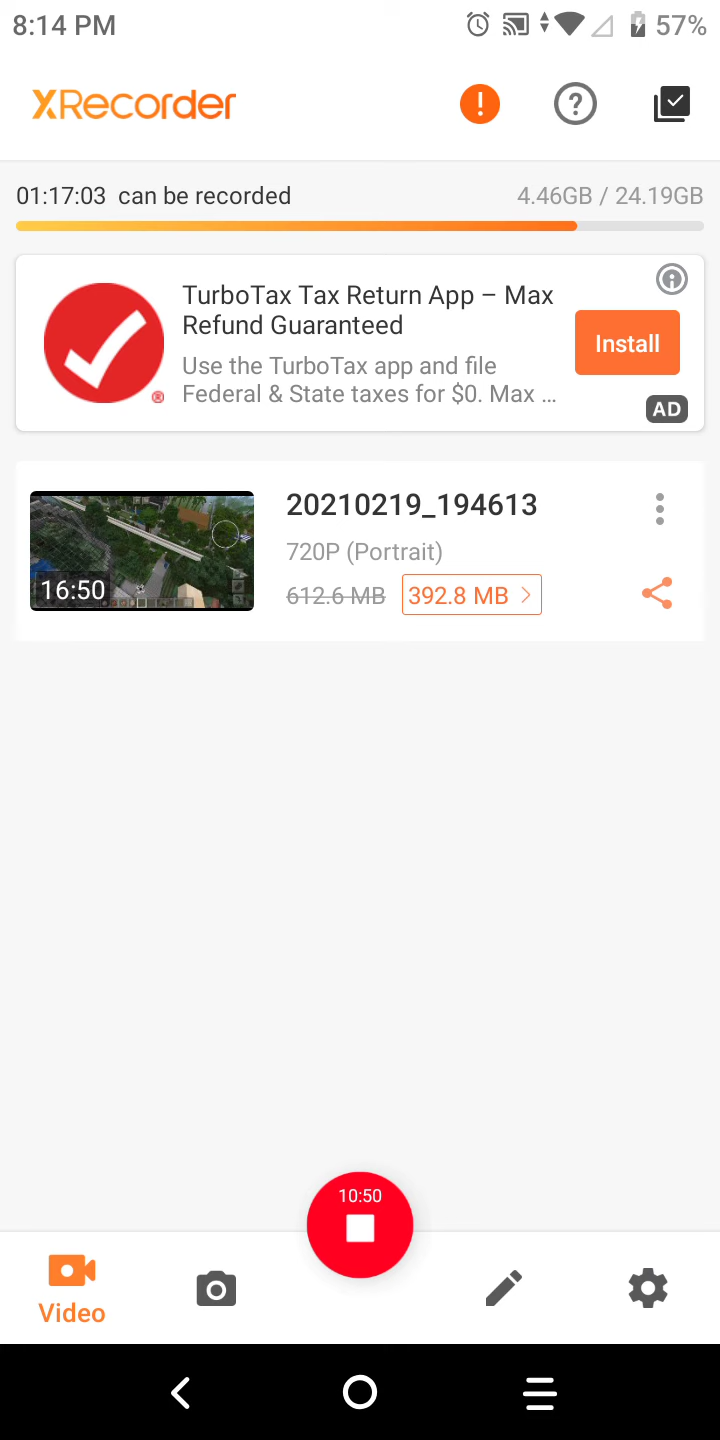 8:14 PM
57%
XRecorder
01:17:03 can be recorded
4.46GB / 24.19GB
TurboTax Tax Return App – Max
Refund Guaranteed
Install
Use the TurboTax app and file
Federal & State taxes for $0. Max ...
AD
20210219_194613
720P (Portrait)
16:50
612.6 MB
392.8 MB >
10:50
Video